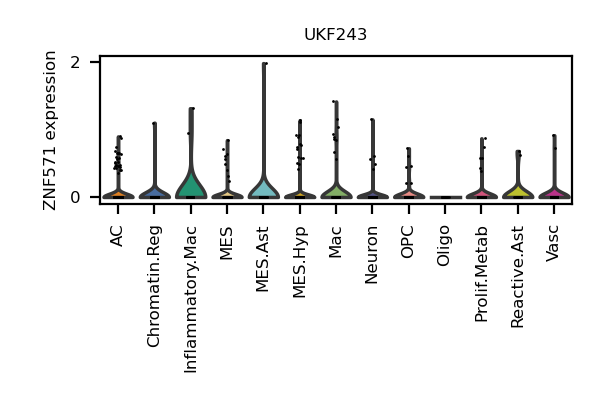 UKF243
ZNF571 expression
2
0
AC
Chromatin.Reg
Inflammatory.Mac
MES
MES.Ast
MES.Hyp
Mac
Neuron
OPC
Oligo
Prolif.Metab
Reactive.Ast
Vasc